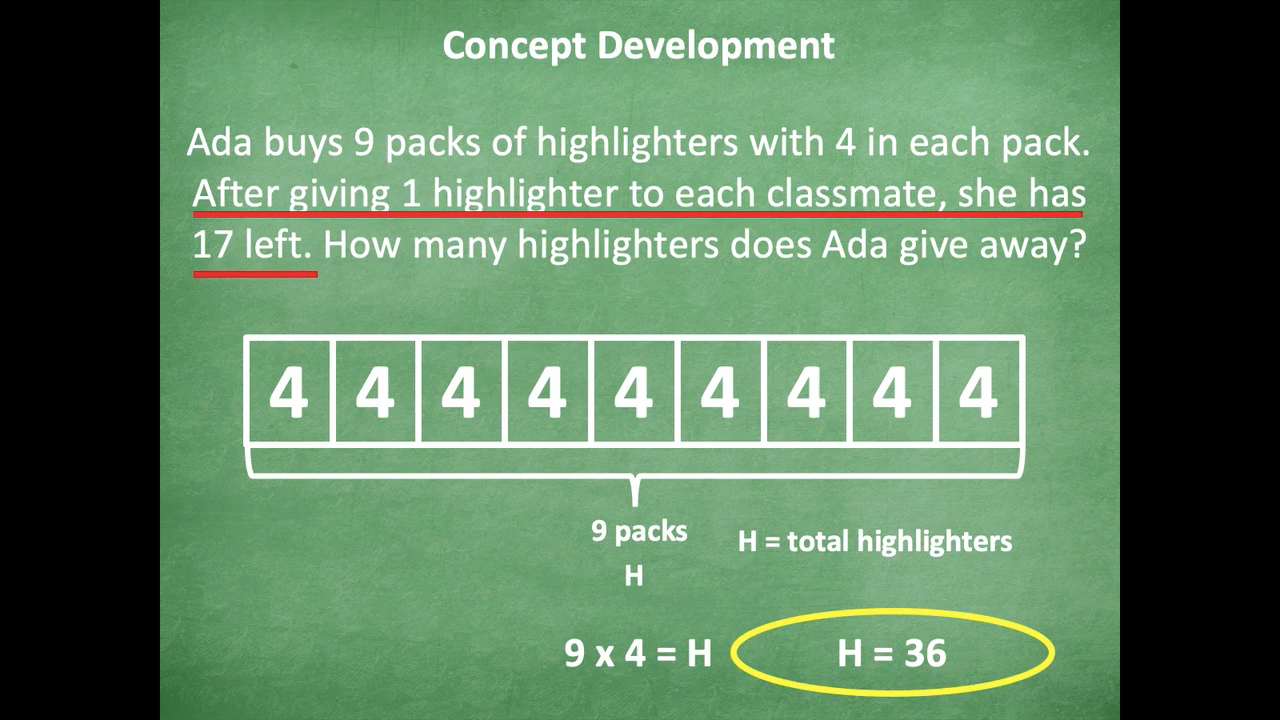 Concept Development
Ada buys 9 packs of highlighters with 4 in each pack.
After giving 1 highlighter to each classmate, she has
17 left. How many highlighters does Ada give away?
4 4 4 4 4 4 4 4 4
9 packs
H = total highlighters
H
9 x 4 = H
H = 36